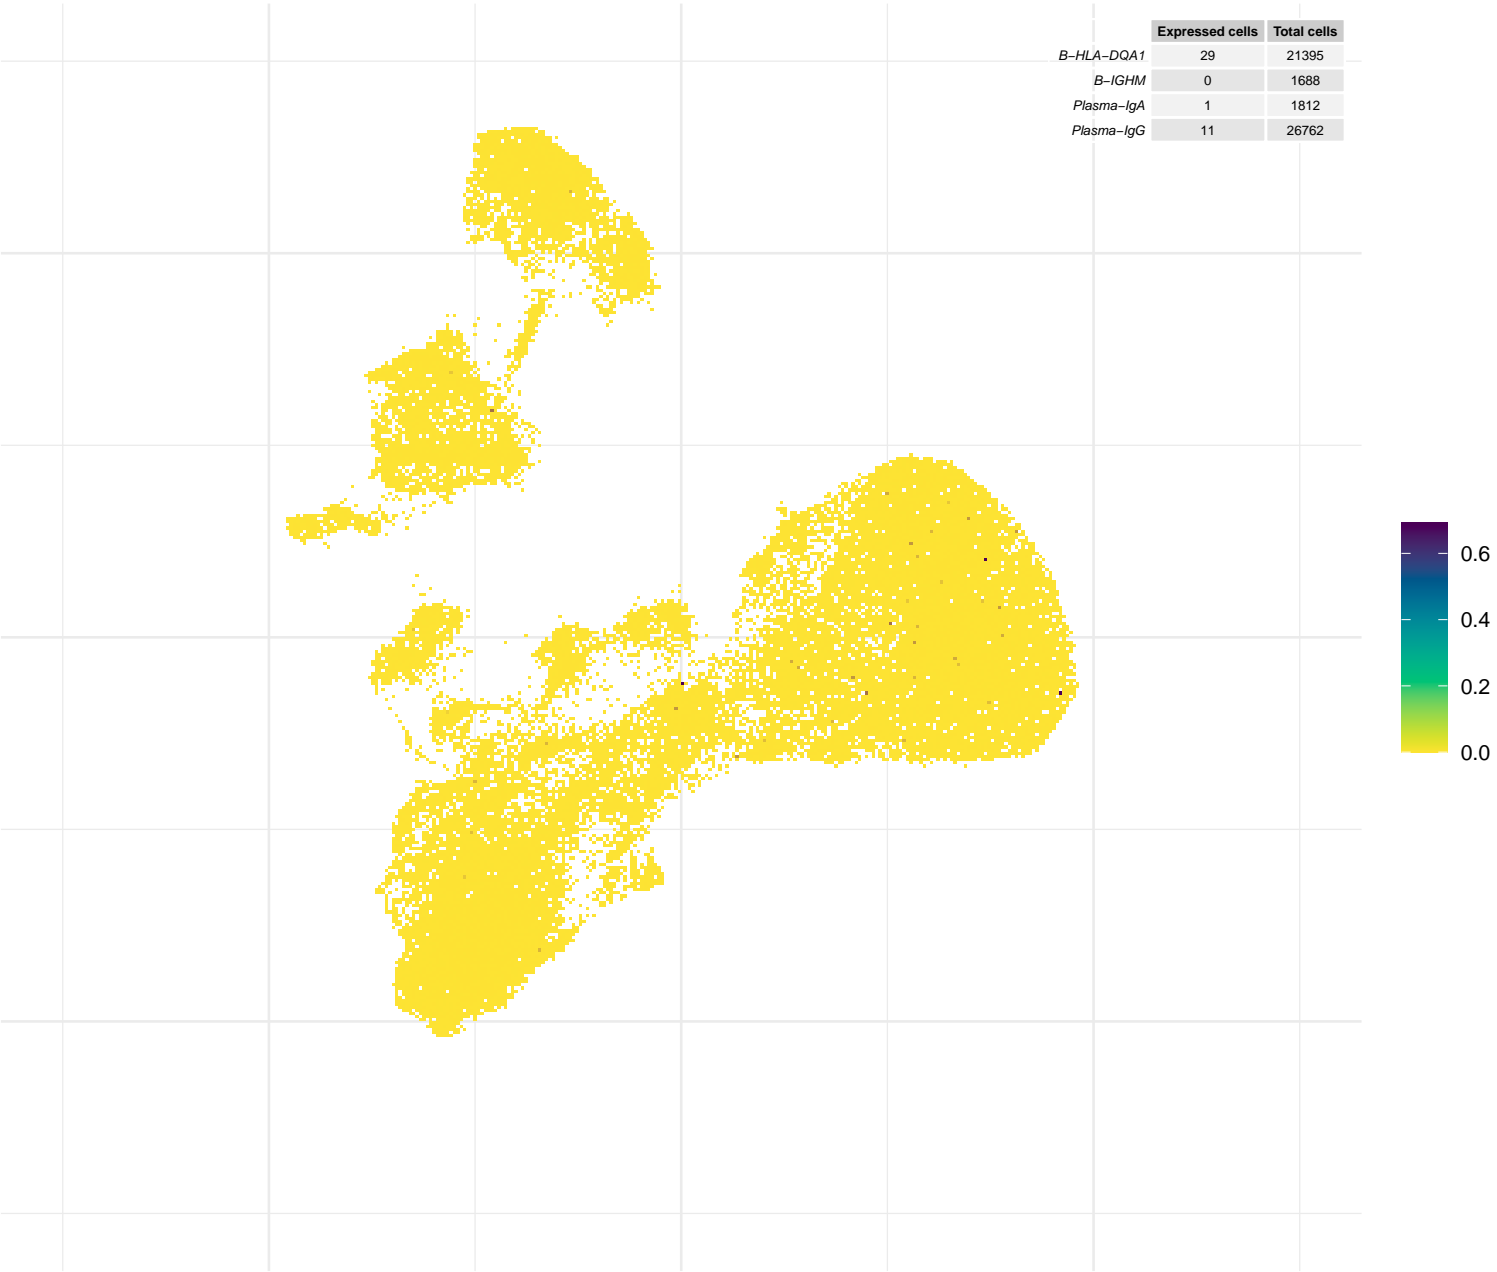 Expressed cells Total cells
B−HLA−DQA1 29 21395
B−IGHM 0 1688
Plasma−IgA 1 1812
Plasma−IgG 11 26762
0.6
0.4
0.2
0.0